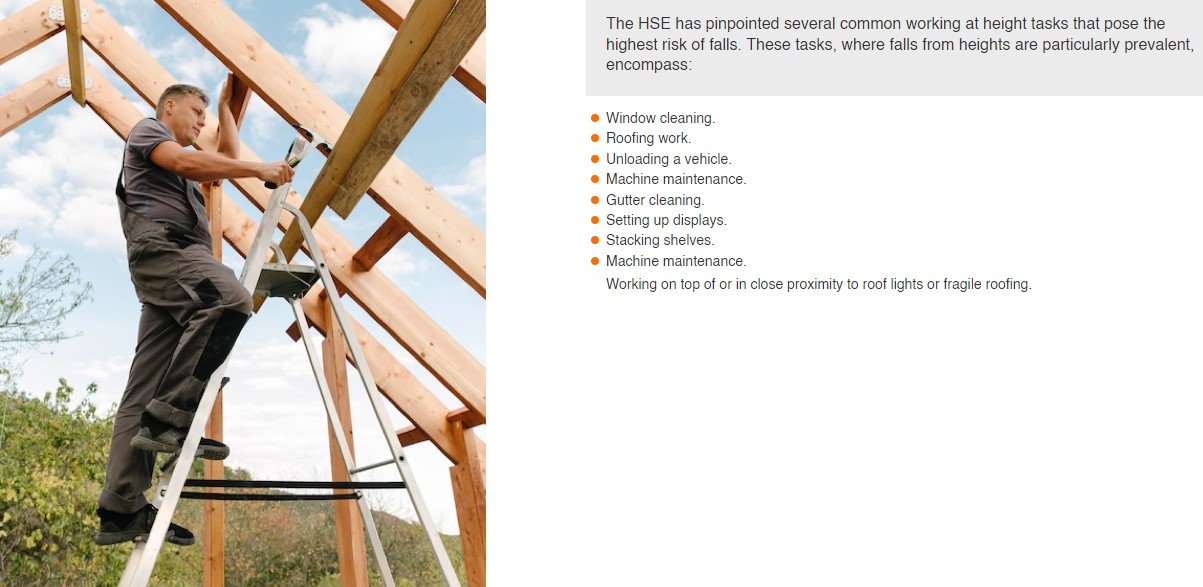 The HSE has pinpointed several common working at height tasks that pose the
highest risk of falls. These tasks, where falls from heights are particularly prevalent,
encompass:
Window cleaning.
Roofing work.
Unloading a vehicle.
Machine maintenance.
Gutter cleaning.
Setting up displays.
Stacking shelves.
Machine maintenance.
Working on top of or in close proximity to roof lights or fragile roofing.